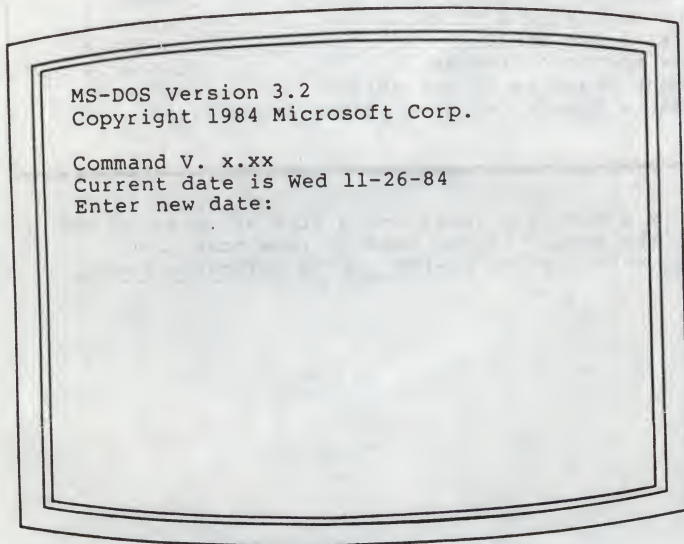 MS-DOS Version 3.2
Copyright 1984 Microsoft Corp.
Command V. x.xx
Current date is Wed 11-26-84
Enter new date: